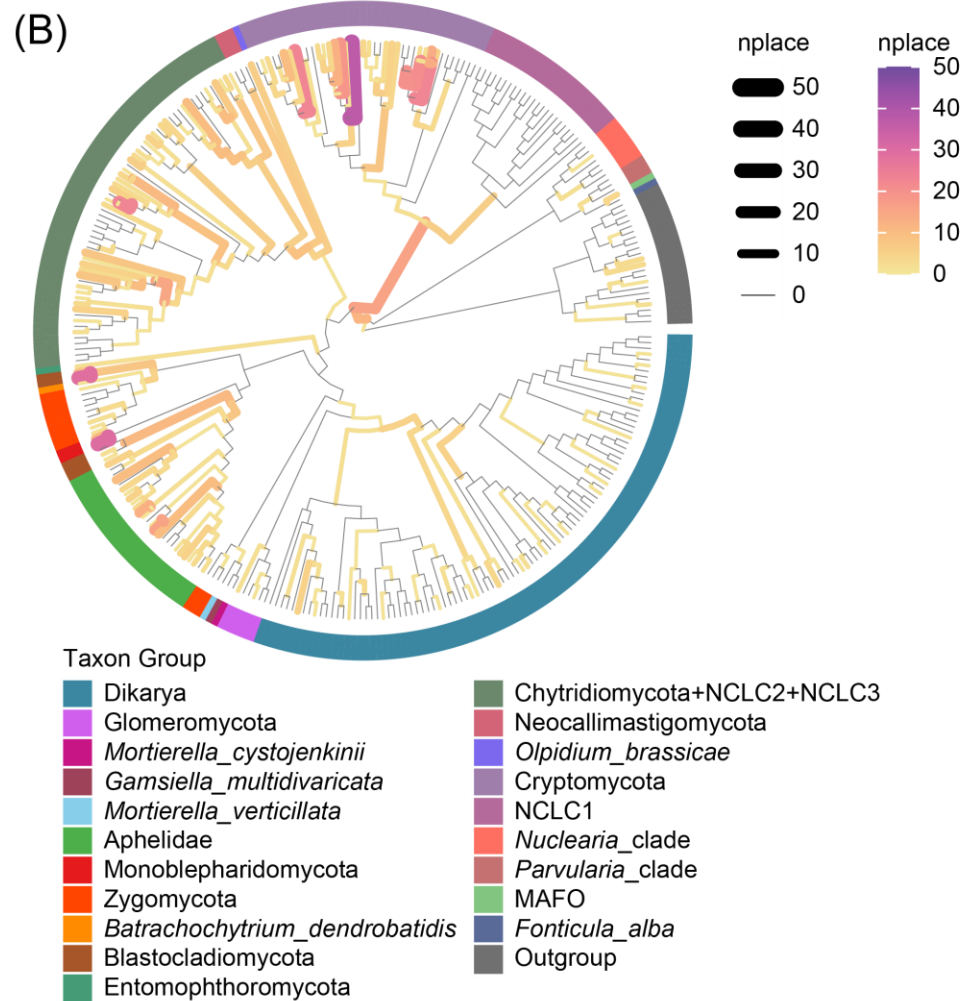 (B)
nplace
50
40
30
20
10
0
nplace
50
40
30
20
10
0
Taxon Group
Dikarya
Glomeromycota
Mortierella_cystojenkinii
Gamsiella_multidivaricata
Mortierella_verticillata
Aphelidae
Monoblepharidomycota
Zygomycota
Batrachochytrium_dendrobatidis
Blastocladiomycota
Entomophthoromycota
Chytridiomycota+NCLC2+NCLC3
Neocallimastigomycota
Olpidium_brassicae
Cryptomycota
NCLC1
Nuclearia_clade
Parvularia_clade
MAFO
Fonticula_alba
Outgroup